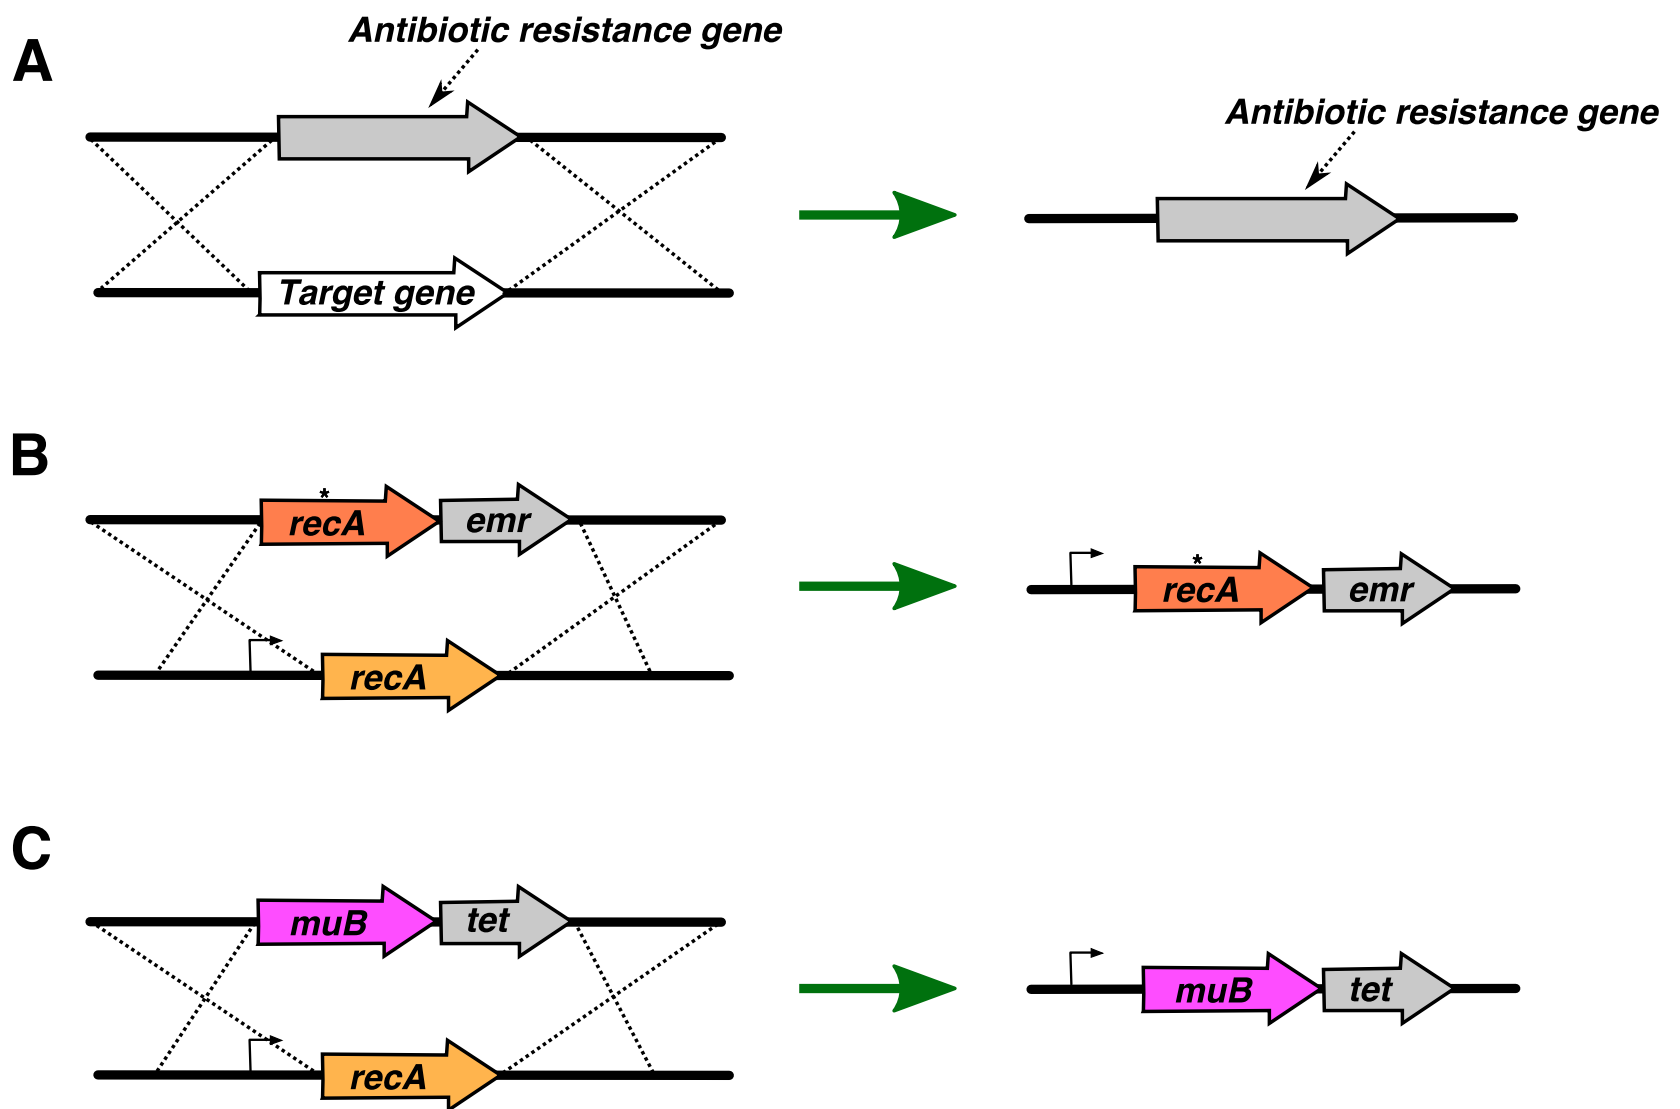 A
Antibiotic resistance gene
Antibiotic resistance gene
Target gene
B
* recA emr
recA
* recA emr
C
muB tet
recA
muB tet